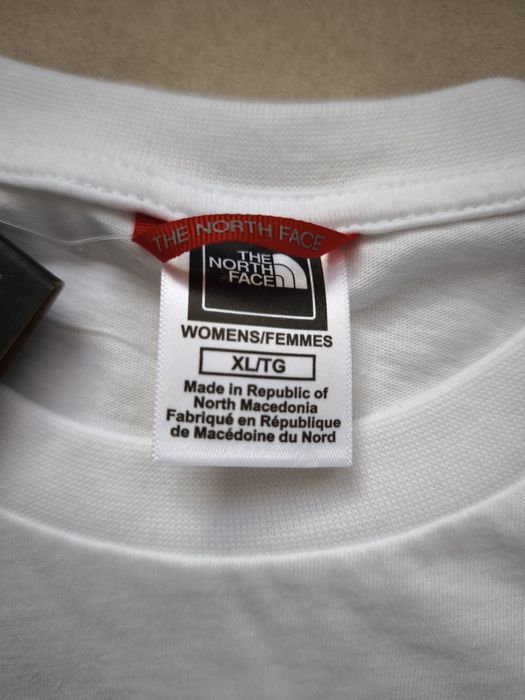 THE NORTH FACE
THE
NORTH
FACE
WOMENS/FEMMES
XL/TG
Made in Republic of
North Macedonia
Fabriqué en République
de Macédoine du Nord